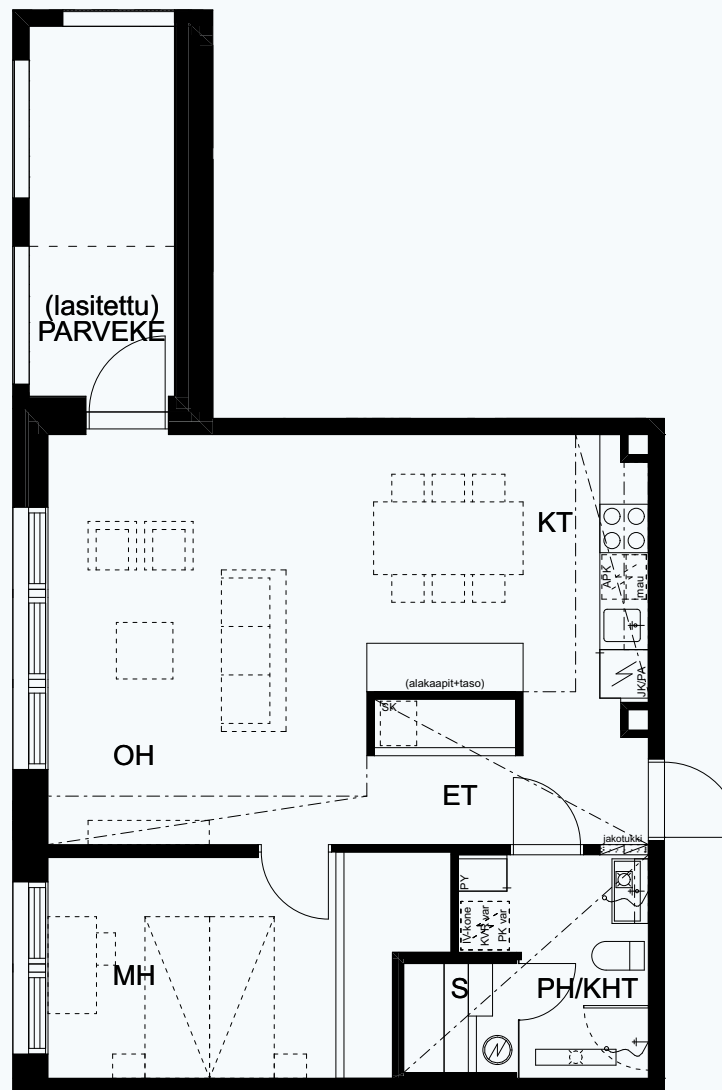 (lasitettu)
PARVEKE
KT
APK
mau
JK/PA
(alakaapit+taso)
SK
OH
ET
jakotukki
PY
IV-kone
KVR var
PK var
MH
S
PH/KHT